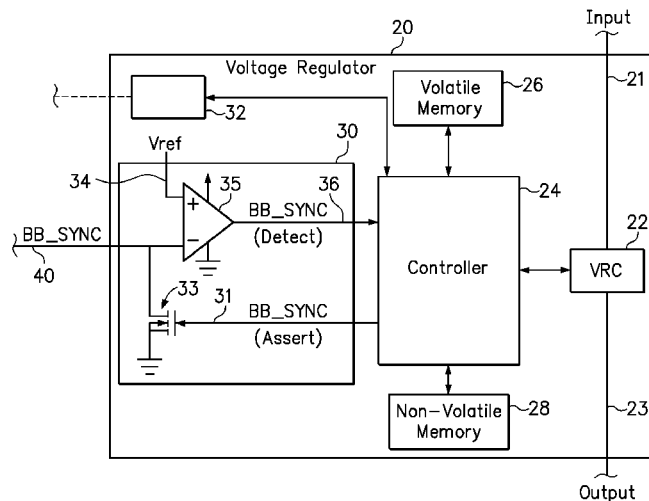 20
Input
Voltage Regulator
21
Volatile
Memory
26
32
Vref
30
34
35
24
BB_SYNC
36
BB_SYNC
(Detect)
22
40
+
−
Controller
VRC
33
31
BB_SYNC
(Assert)
Non-Volatile
Memory
28
23
Output